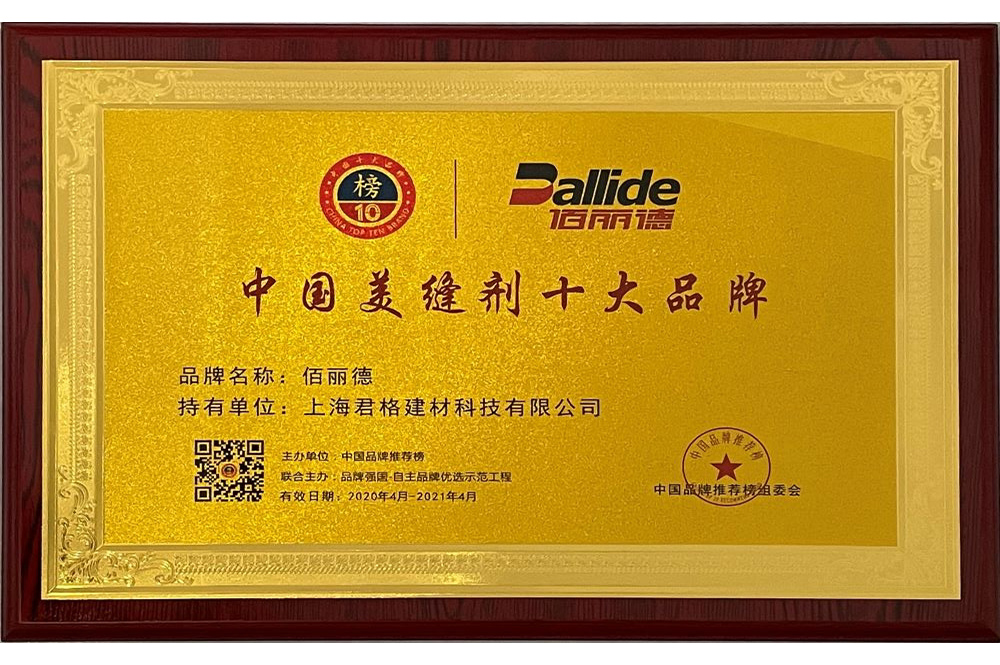 中国十大品牌
榜
10
CHINA TOP TEN BRAND
Ballide
佰丽德
中国美缝剂十大品牌
品牌名称：佰丽德
持有单位：上海君格建材科技有限公司
主办单位：中国品牌推荐榜
联合主办：品牌强国-自主品牌优选示范工程
有效日期：2020年4月-2021年4月
中国品牌推荐榜
中国品牌推荐榜组委会